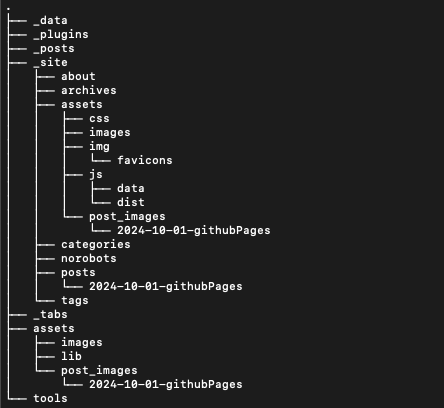 .
├── _data
├── _plugins
├── _posts
├── _site
│   ├── about
│   ├── archives
│   ├── assets
│   │   ├── css
│   │   ├── images
│   │   ├── img
│   │   │   └── favicons
│   │   ├── js
│   │   │   ├── data
│   │   │   └── dist
│   │   └── post_images
│   │       └── 2024-10-01-githubPages
│   ├── categories
│   ├── norobots
│   ├── posts
│   │   └── 2024-10-01-githubPages
│   └── tags
├── _tabs
├── assets
│   ├── images
│   ├── lib
│   └── post_images
│       └── 2024-10-01-githubPages
└── tools